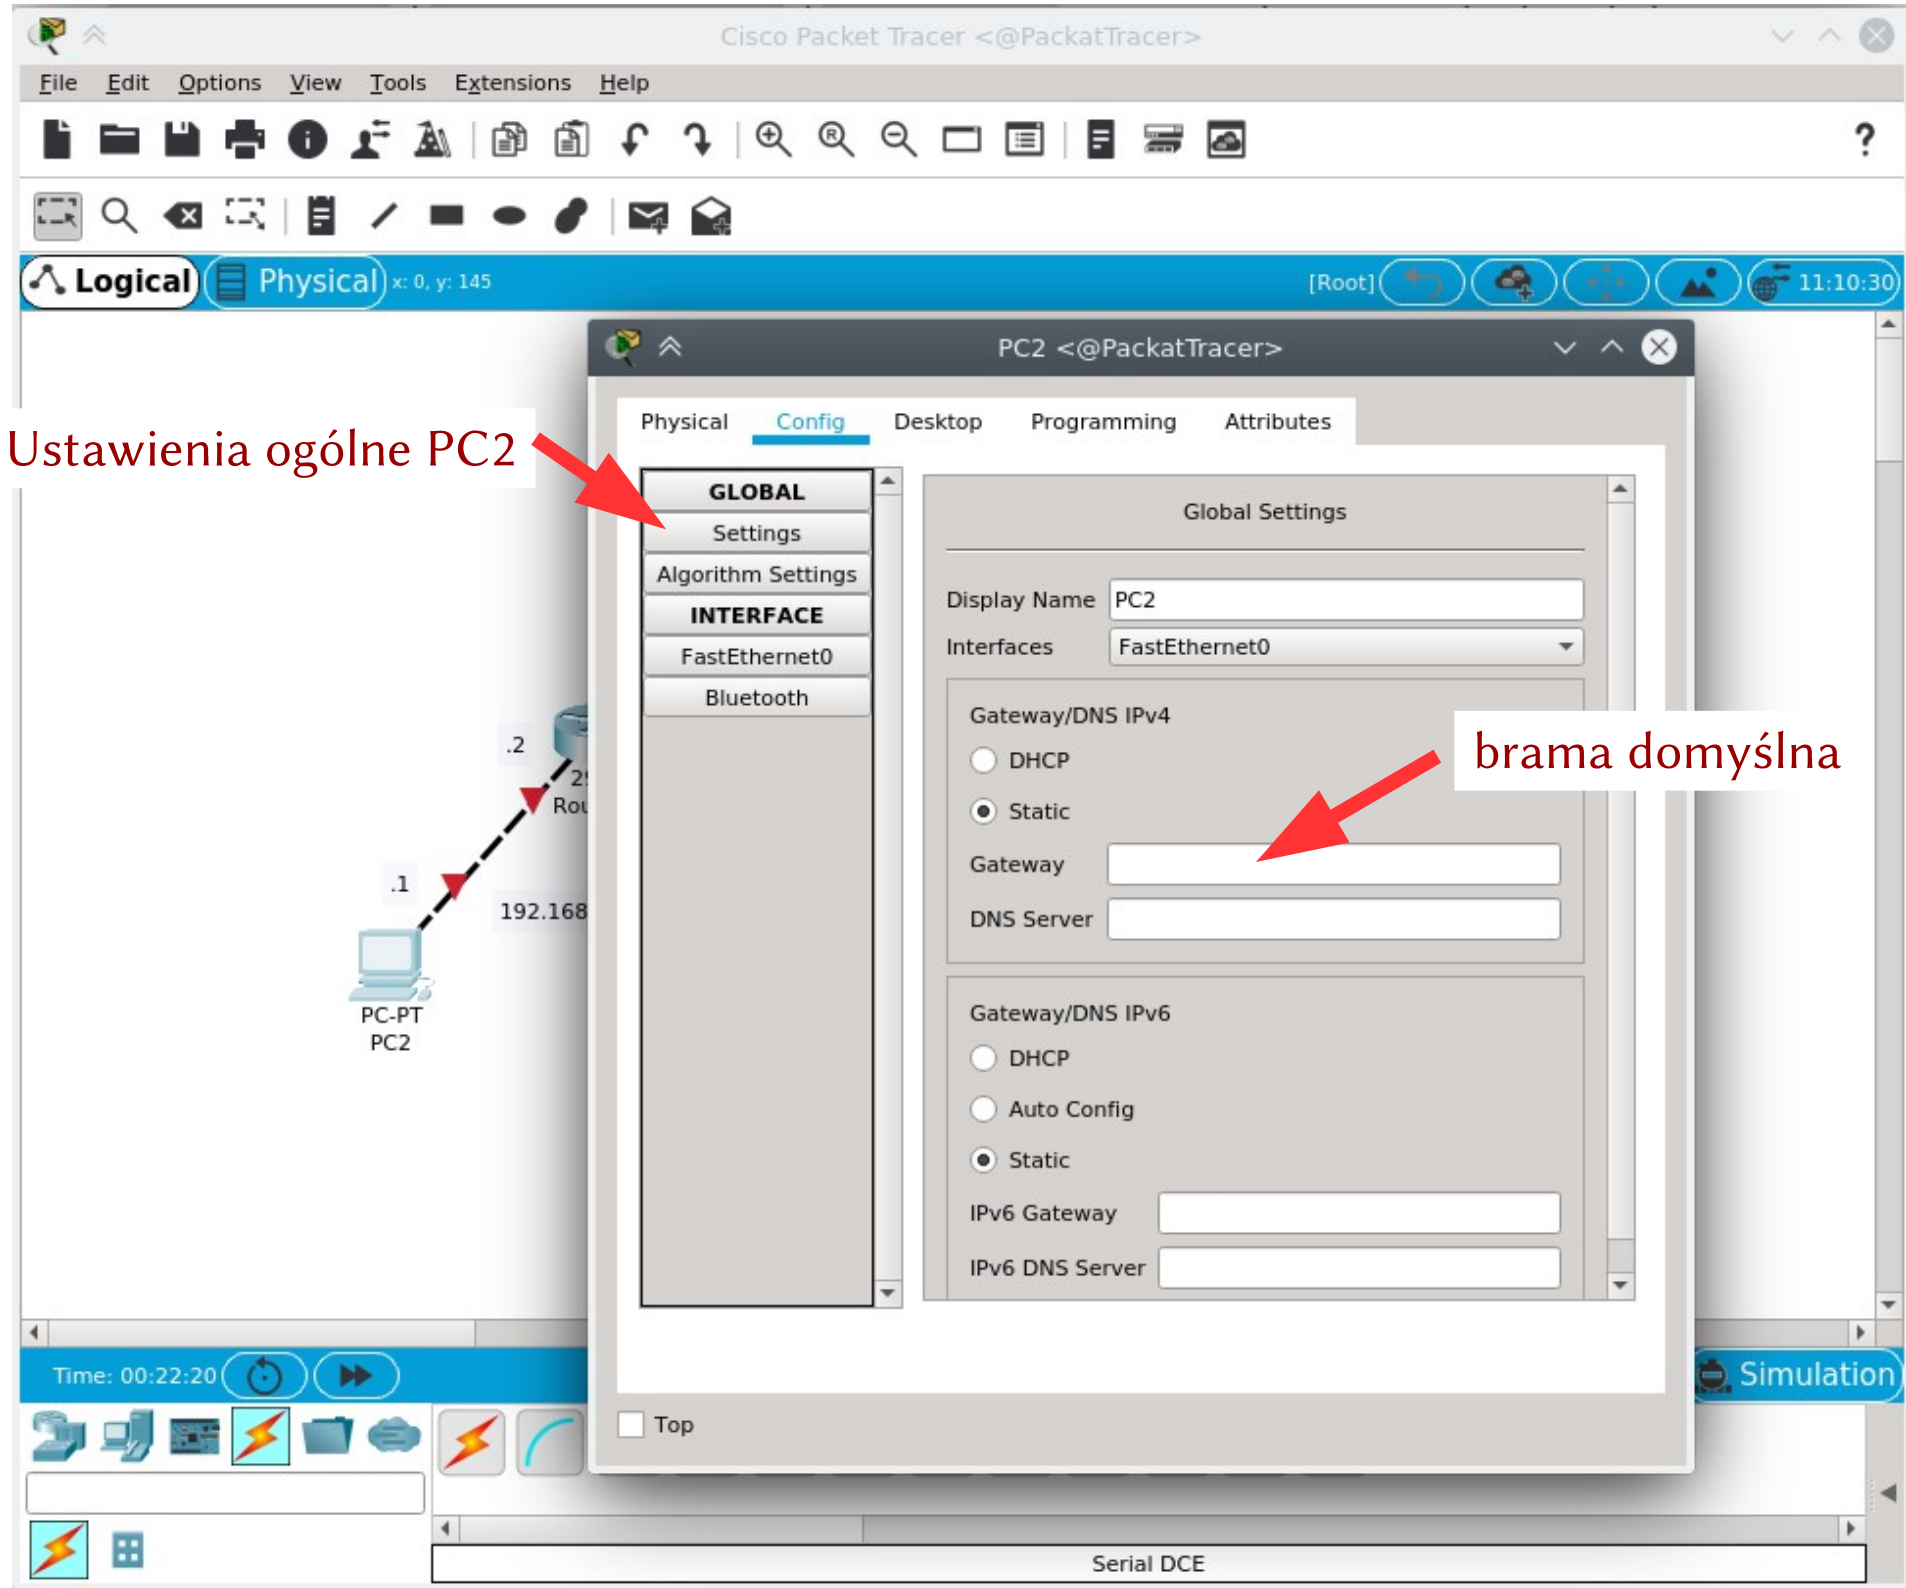 Cisco Packet Tracer <@PackatTracer>
File Edit Options View Tools Extensions Help
Logical Physical x: 0, y: 145 [Root] 11:10:30
PC2 <@PackatTracer>
Physical Config Desktop Programming Attributes
Ustawienia ogólne PC2
GLOBAL
Settings
Algorithm Settings
INTERFACE
FastEthernet0
Bluetooth
Global Settings
Display Name PC2
Interfaces FastEthernet0
Gateway/DNS IPv4
DHCP
Static
Gateway
DNS Server
brama domyślna
Gateway/DNS IPv6
DHCP
Auto Config
Static
IPv6 Gateway
IPv6 DNS Server
.2
.1
192.168
PC-PT
PC2
Top
Time: 00:22:20
Simulation
Serial DCE